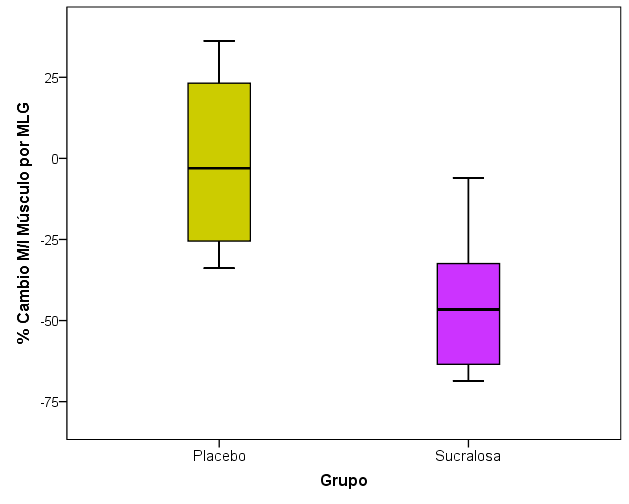 % Cambio M/I Músculo por MLG
25
0
-25
-50
-75
Placebo
Sucralosa
Grupo